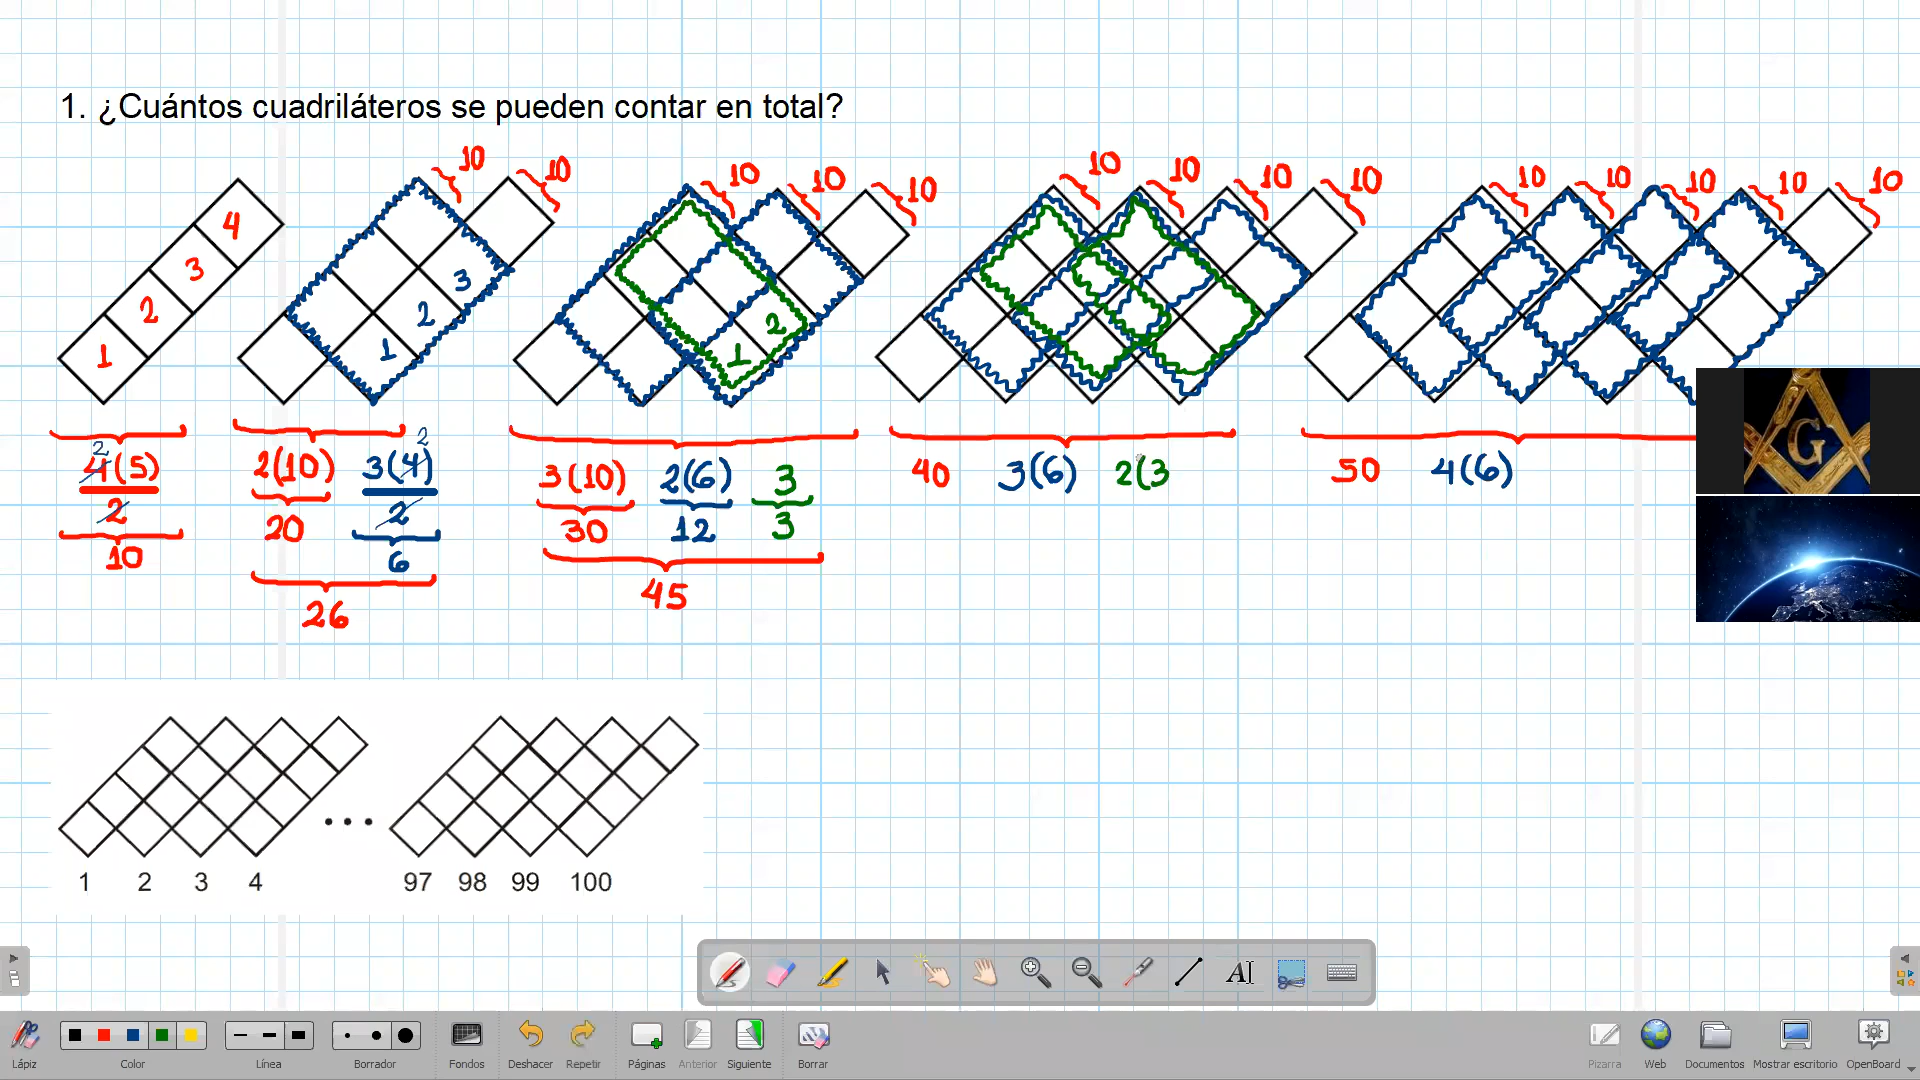 1. ¿Cuántos cuadriláteros se pueden contar en total?
10 10 10 10 10 10 10 10 10 10 10 10 10 10
1 2 3 4
1 2 3
1 2
2 2
4(5) 2(10) 3(4) 3(10) 2(6) 3 40 3(6) 2(3 50 4(6)
2 20 2 30 12 3
10 6
26 45
G
1 2 3 4 ... 97 98 99 100
Lápiz Color Línea Borrador Fondos Deshacer Repetir Páginas Anterior Siguiente Borrar Pizarra Web Documentos Mostrar escritorio OpenBoard